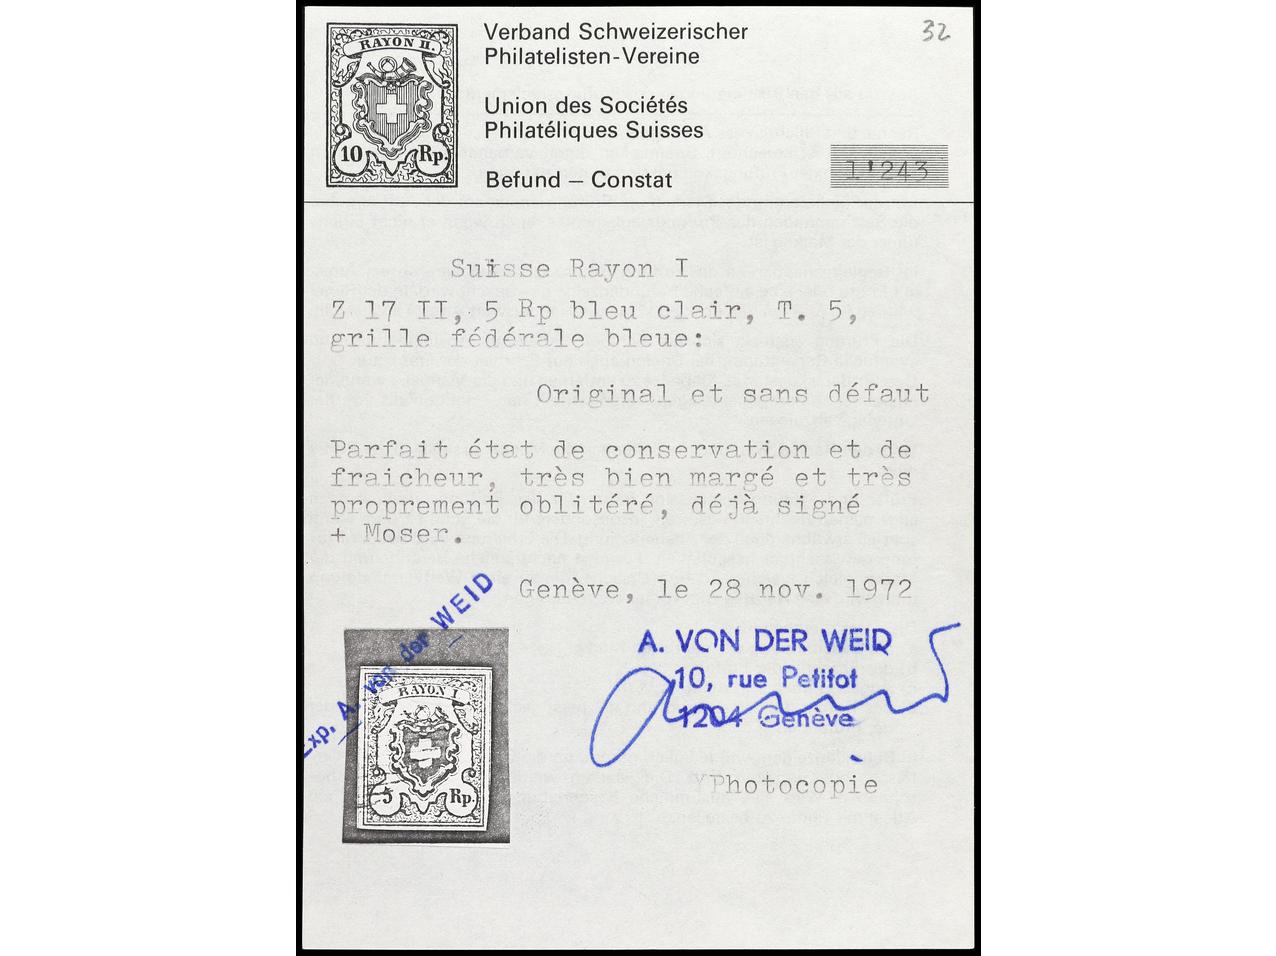 RAYON II.
10 Rp.
Verband Schweizerischer
Philatelisten-Vereine
Union des Sociétés
Philatéliques Suisses
Befund – Constat
32
1'243
Suisse Rayon I
Z 17 II, 5 Rp bleu clair, T. 5,
grille fédérale bleue:
Original et sans défaut
Parfait état de conservation et de
fraicheur, très bien margé et très
proprement oblitéré, déjà signé
+ Moser.
Genève, le 28 nov. 1972
Exp. A. von der WEID
RAYON I
5 Rp.
A. VON DER WEID
10, rue Petitot
1204 Genève
Photocopie